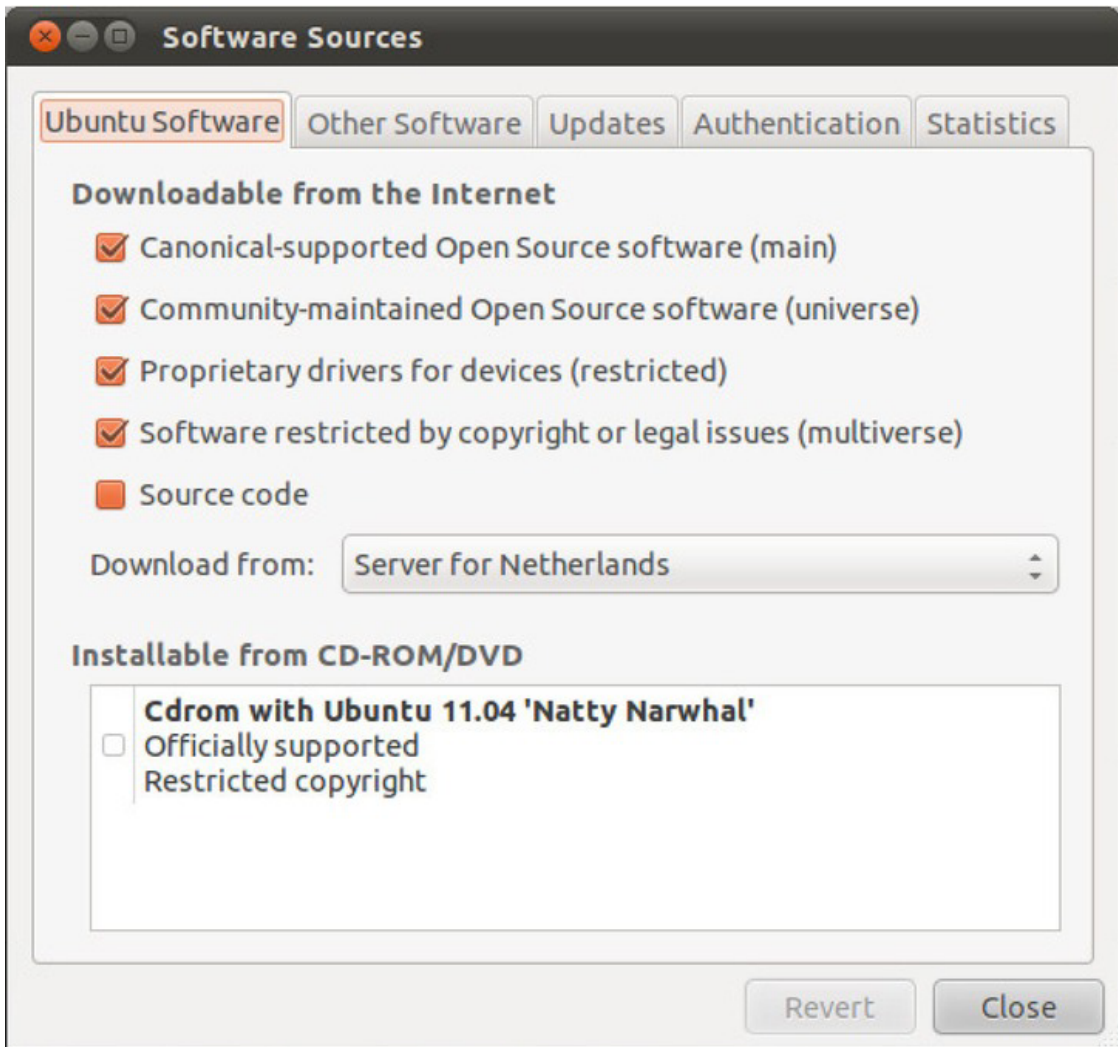 Software Sources
Ubuntu Software Other Software Updates Authentication Statistics
Downloadable from the Internet
Canonical-supported Open Source software (main)
Community-maintained Open Source software (universe)
Proprietary drivers for devices (restricted)
Software restricted by copyright or legal issues (multiverse)
Source code
Download from: Server for Netherlands
Installable from CD-ROM/DVD
Cdrom with Ubuntu 11.04 'Natty Narwhal'
Officially supported
Restricted copyright
Revert Close